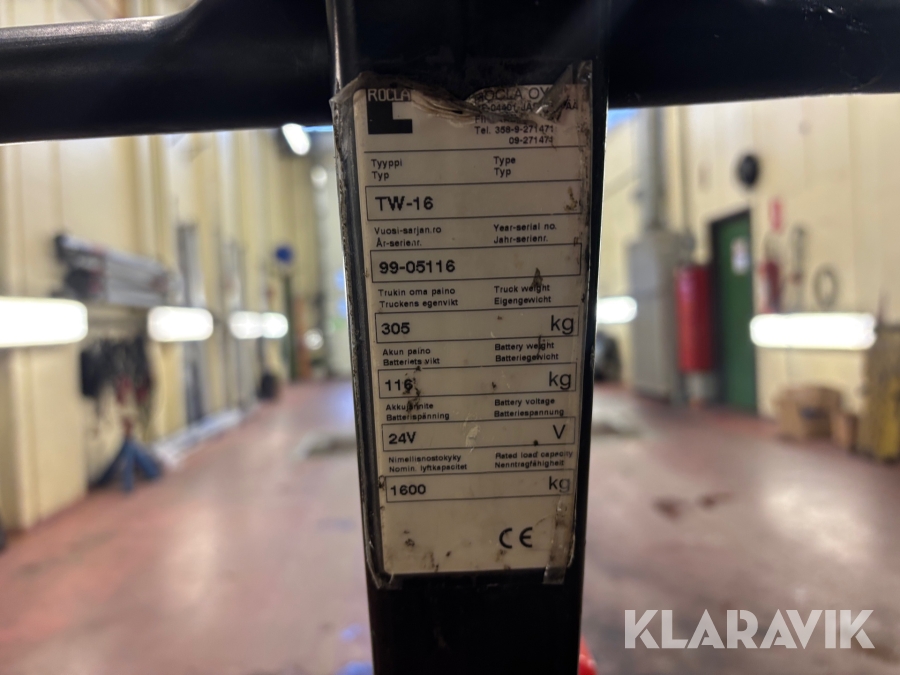 ROCLA ROCLA OY
Tel. 358-9-271471
09-271471
Tyyppi Type
Typ Typ
TW-16
Vuosi-sarjan.ro Year-serial no.
År-serienr. Jahr-serienr.
99-05116
Trukin oma paino Truck weight
Truckens egenvikt Eigengewicht
305 kg
Akun paino Battery weight
Batteriets vikt Batteriegewicht
116 kg
Akkujännite Battery voltage
Batterispänning Batteriespannung
24V V
Nimellisnostokyky Rated load capacity
Nomin. lyftkapacitet Nenntragfähigheit
1600 kg
CE
KLARAVIK